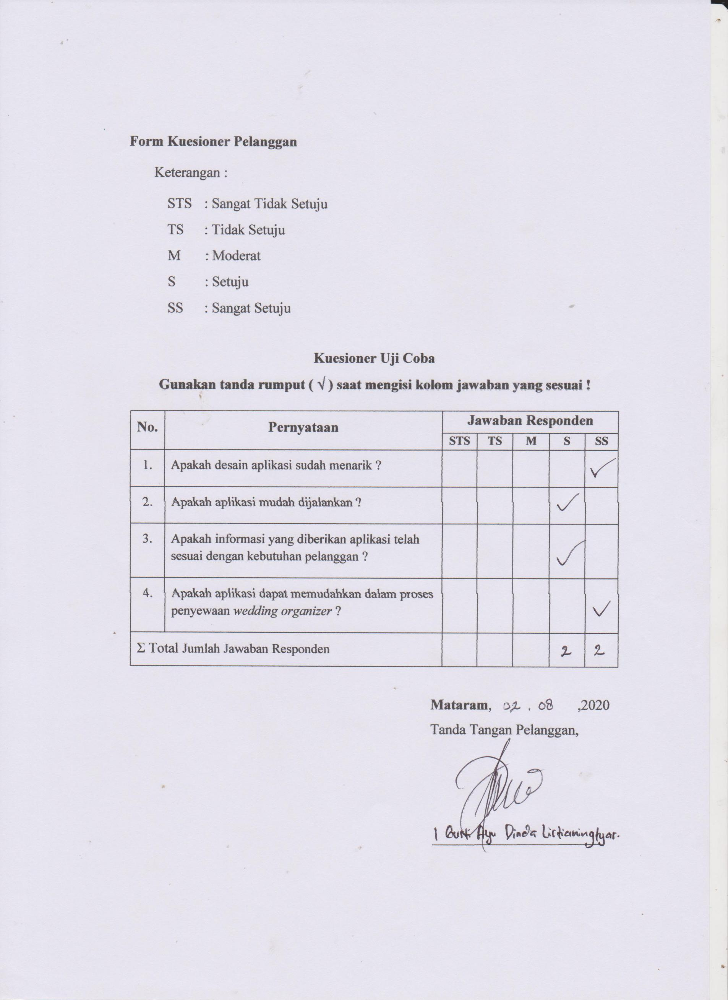 Form Kuesioner Pelanggan
Keterangan :
STS : Sangat Tidak Setuju
TS : Tidak Setuju
M : Moderat
S : Setuju
SS : Sangat Setuju
Kuesioner Uji Coba
Gunakan tanda rumput ( √ ) saat mengisi kolom jawaban yang sesuai !
No. Pernyataan Jawaban Responden
STS TS M S SS
1. Apakah desain aplikasi sudah menarik ? ✓
2. Apakah aplikasi mudah dijalankan ? ✓
3. Apakah informasi yang diberikan aplikasi telah
sesuai dengan kebutuhan pelanggan ? ✓
4. Apakah aplikasi dapat memudahkan dalam proses
penyewaan wedding organizer ? ✓
Σ Total Jumlah Jawaban Responden 2 2
Mataram, 02 . 08 ,2020
Tanda Tangan Pelanggan,
I Gusti Ayu Dinda Listianingtyas.